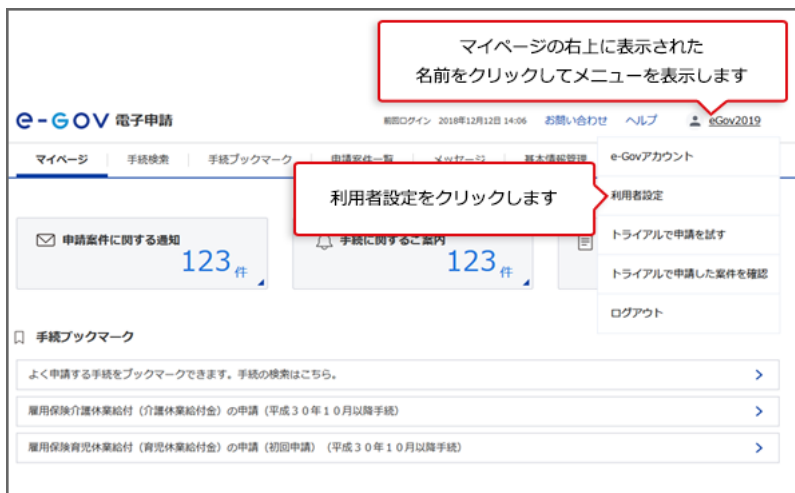 マイページの右上に表示された
名前をクリックしてメニューを表示します
e-GOV 電子申請
前回ログイン 2018年12月12日 14:06 お問い合わせ ヘルプ eGov2019
マイページ 手続検索 手続ブックマーク 申請案件一覧 メッセージ 基本情報管理
e-Govアカウント
利用者設定をクリックします
利用者設定
トライアルで申請を試す
トライアルで申請した案件を確認
ログアウト
申請案件に関する通知
123件
手続に関するご案内
123件
手続ブックマーク
よく申請する手続をブックマークできます。手続の検索はこちら。
雇用保険介護休業給付（介護休業給付金）の申請（平成３０年１０月以降手続）
雇用保険育児休業給付（育児休業給付金）の申請（初回申請）（平成３０年１０月以降手続）